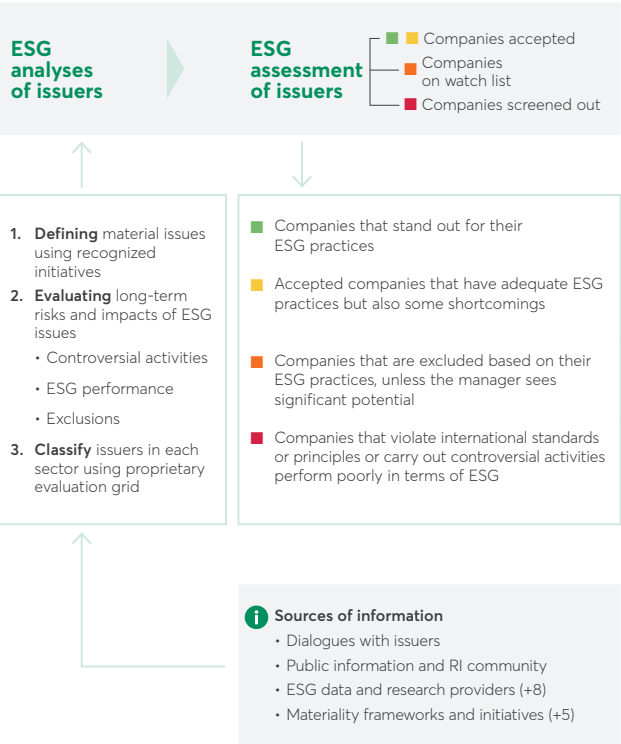 ESG
analyses
of issuers
ESG
assessment
of issuers
Companies accepted
Companies
on watch list
Companies screened out
1. Defining material issues
using recognized
initiatives
2. Evaluating long-term
risks and impacts of ESG
issues
• Controversial activities
• ESG performance
• Exclusions
3. Classify issuers in each
sector using proprietary
evaluation grid
Companies that stand out for their
ESG practices
Accepted companies that have adequate ESG
practices but also some shortcomings
Companies that are excluded based on their
ESG practices, unless the manager sees
significant potential
Companies that violate international standards
or principles or carry out controversial activities
perform poorly in terms of ESG
i Sources of information
• Dialogues with issuers
• Public information and RI community
• ESG data and research providers (+8)
• Materiality frameworks and initiatives (+5)